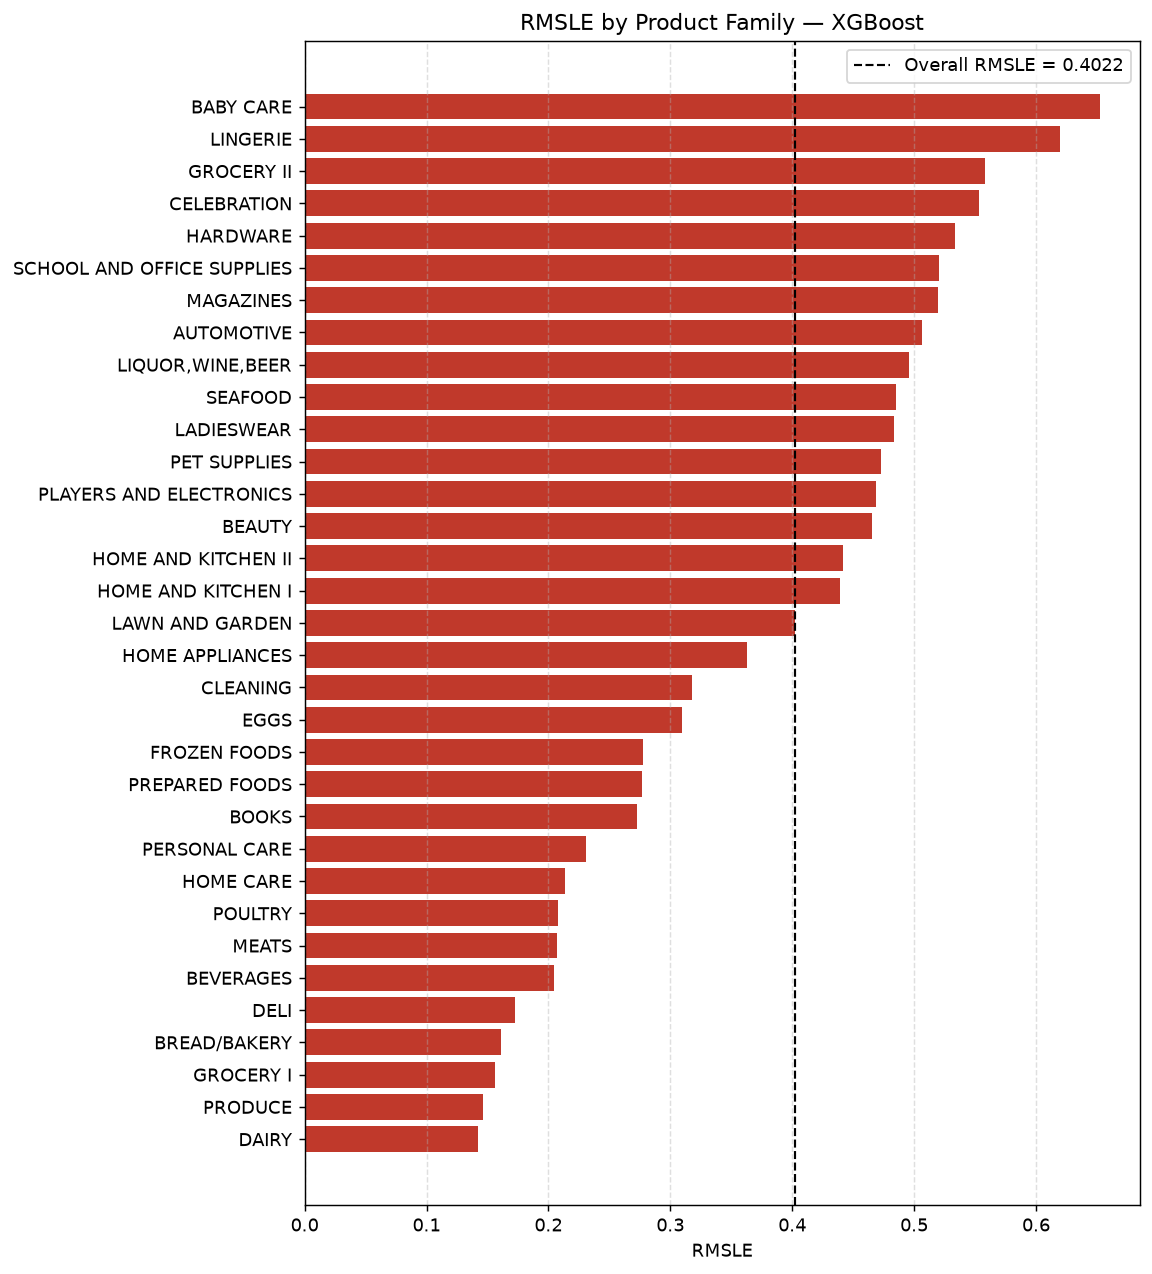 RMSLE by Product Family — XGBoost
Overall RMSLE = 0.4022
BABY CARE
LINGERIE
GROCERY II
CELEBRATION
HARDWARE
SCHOOL AND OFFICE SUPPLIES
MAGAZINES
AUTOMOTIVE
LIQUOR,WINE,BEER
SEAFOOD
LADIESWEAR
PET SUPPLIES
PLAYERS AND ELECTRONICS
BEAUTY
HOME AND KITCHEN II
HOME AND KITCHEN I
LAWN AND GARDEN
HOME APPLIANCES
CLEANING
EGGS
FROZEN FOODS
PREPARED FOODS
BOOKS
PERSONAL CARE
HOME CARE
POULTRY
MEATS
BEVERAGES
DELI
BREAD/BAKERY
GROCERY I
PRODUCE
DAIRY
0.0 0.1 0.2 0.3 0.4 0.5 0.6
RMSLE